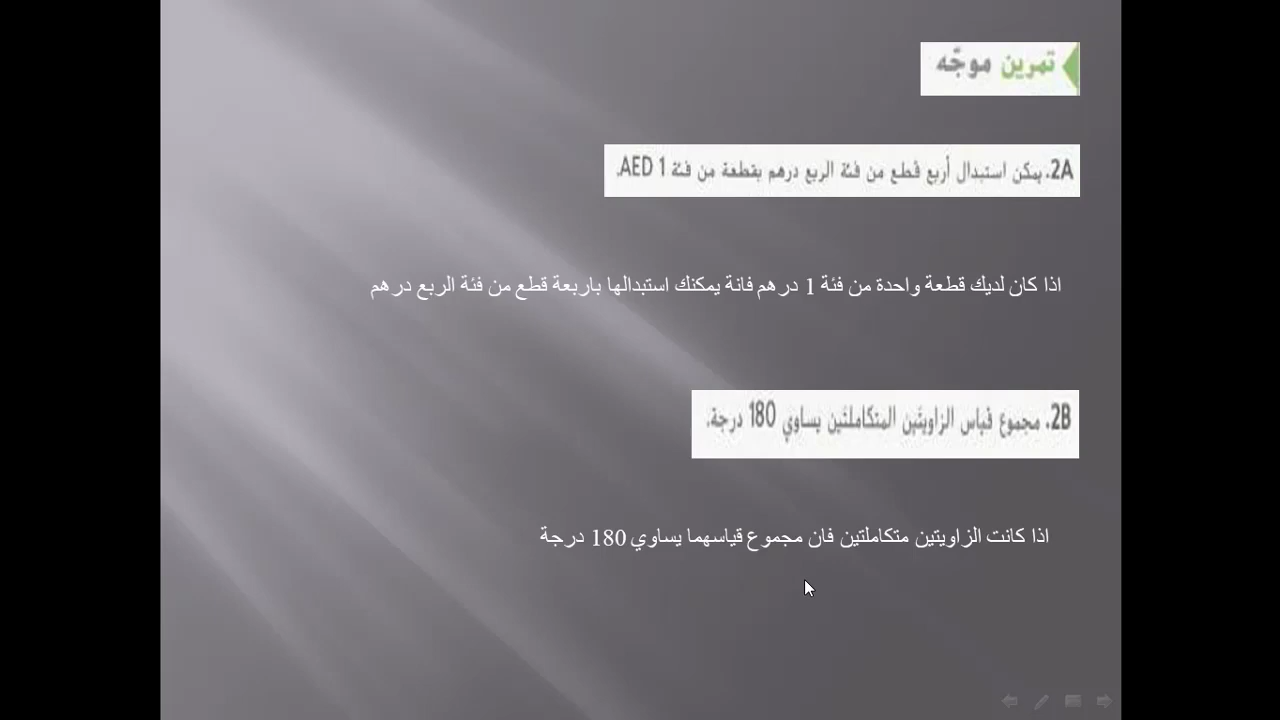 تمرين موجّه
2A. يمكن استبدال أربع قطع من فئة الربع درهم بقطعة من فئة AED 1.
اذا كان لديك قطعة واحدة من فئة 1 درهم فانة يمكنك استبدالها باربعة قطع من فئة الربع درهم
2B. مجموع قياس الزاويتين المتكاملتين يساوي 180 درجة.
اذا كانت الزاويتين متكاملتين فان مجموع قياسهما يساوي 180 درجة